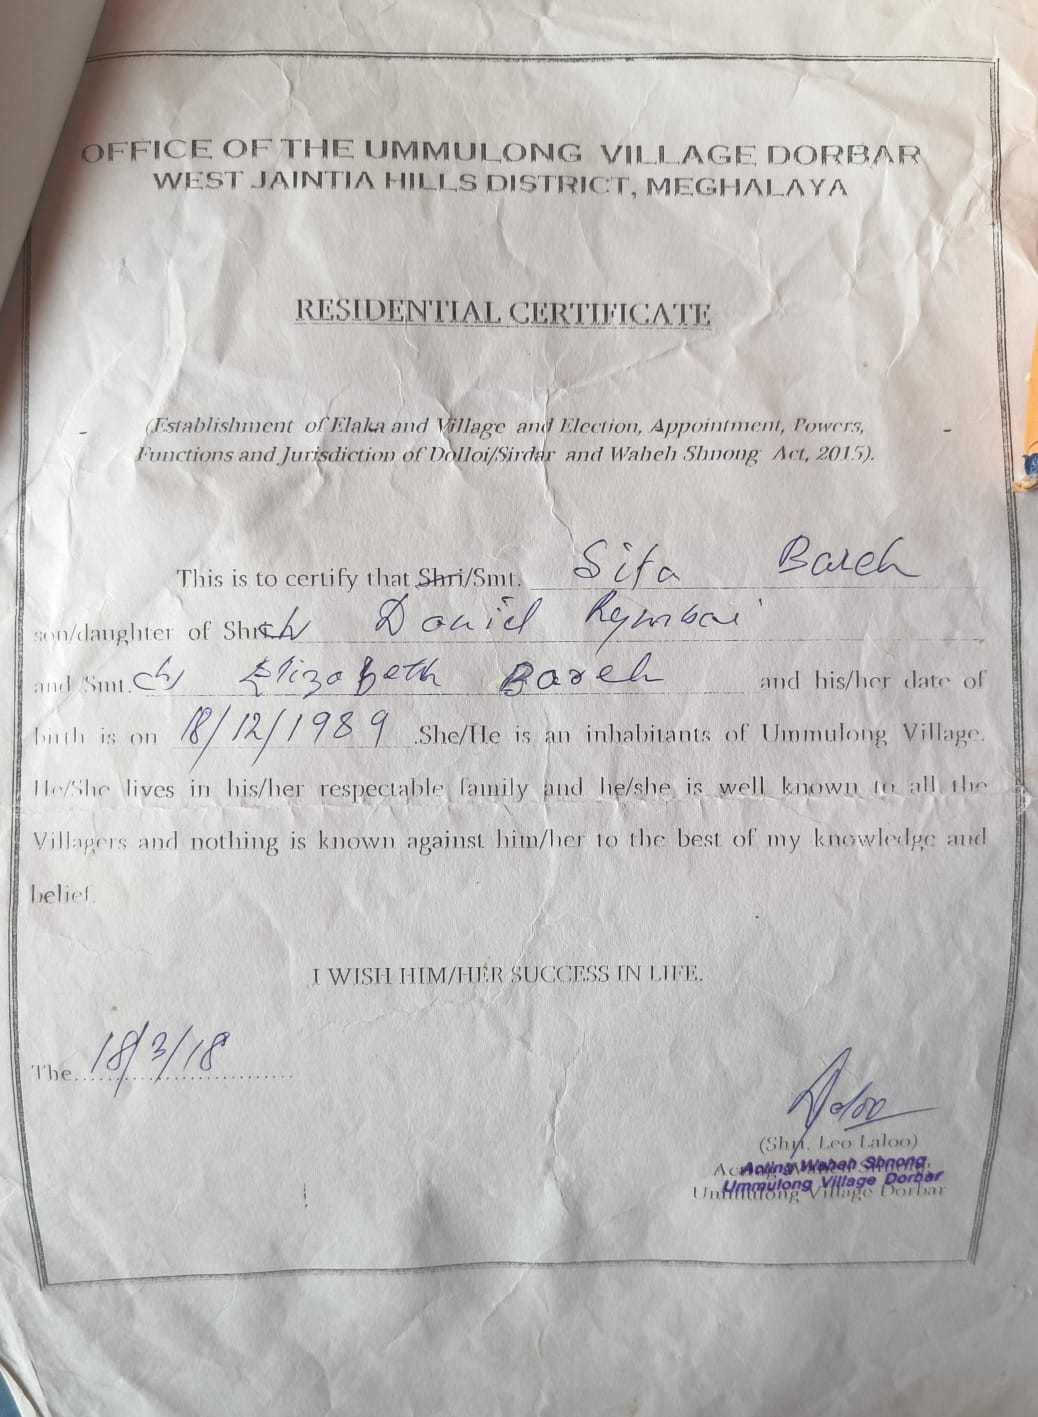 OFFICE OF THE UMMULONG VILLAGE DORBAR
WEST JAINTIA HILLS DISTRICT, MEGHALAYA
RESIDENTIAL CERTIFICATE
(Establishment of Elaka and Village and Election, Appointment, Powers,
Functions and Jurisdiction of Dolloi/Sirdar and Waheh Shnong Act, 2015).
This is to certify that Shri/Smt. Sita Bareh
son/daughter of Shri Daniel Rymbai
and Smt. Elizabeth Bareh and his/her date of
birth is on 18/12/1989 .She/He is an inhabitants of Ummulong Village.
He/She lives in his/her respectable family and he/she is well known to all the
Villagers and nothing is known against him/her to the best of my knowledge and
belief.
I WISH HIM/HER SUCCESS IN LIFE.
The. 18/3/18
(Shri. Leo Laloo)
Acting Waheh Shnong,
Ummulong Village Dorbar
Acting Waheh Shnong,
Ummulong Village Dorbar